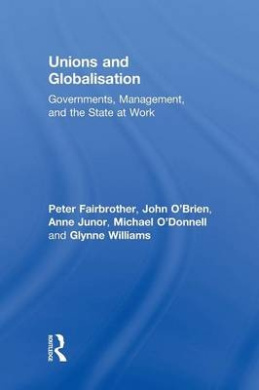 Unions and
Globalisation
Governments, Management,
and the State at Work
Peter Fairbrother, John O'Brien,
Anne Junor, Michael O'Donnell
and Glynne Williams
ROUTLEDGE